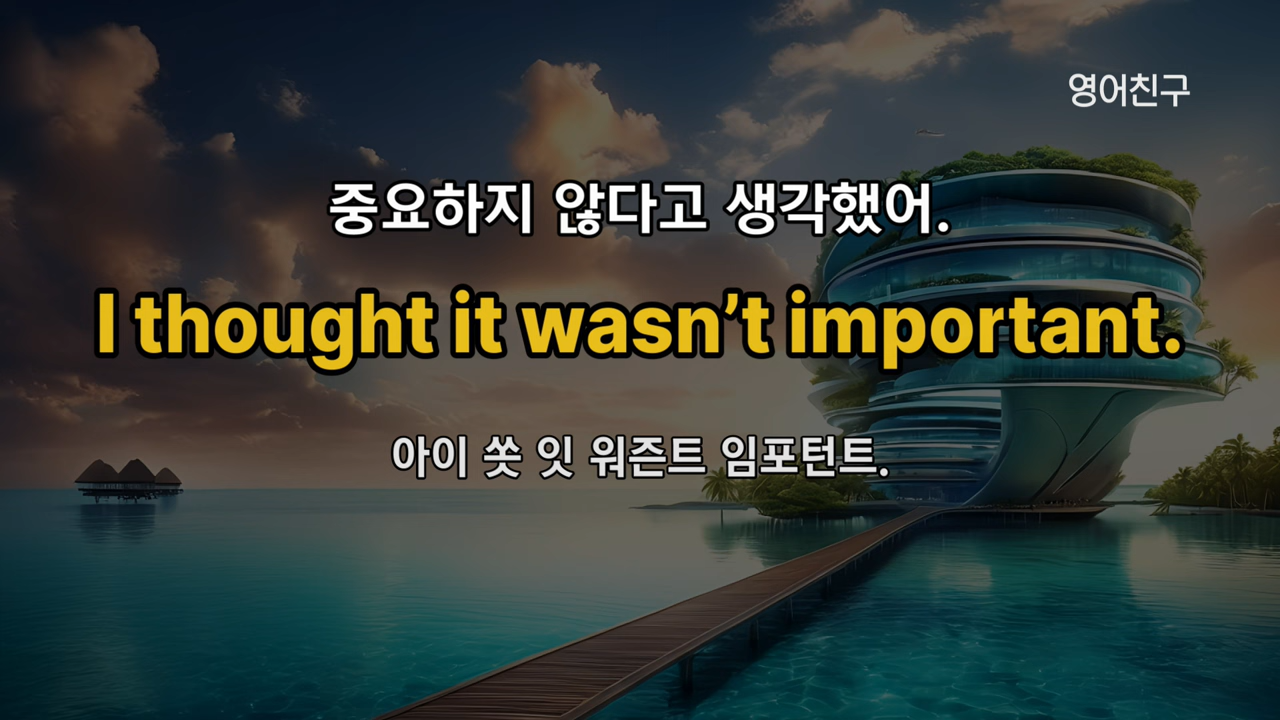 영어친구
중요하지 않다고 생각했어.
I thought it wasn’t important.
아이 쏫 잇 워즌트 임포턴트.